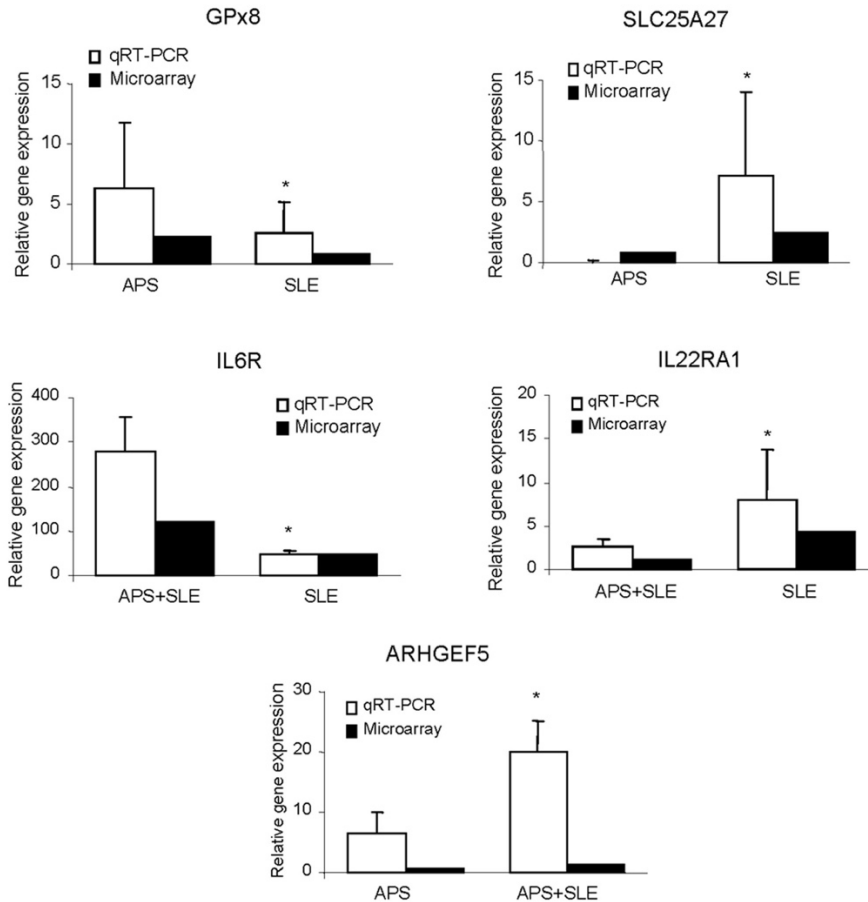 GPx8
qRT-PCR
Microarray
Relative gene expression
15
10
5
0
*
APS SLE
SLC25A27
qRT-PCR
Microarray
Relative gene expression
15
10
5
0
*
APS SLE
IL6R
qRT-PCR
Microarray
Relative gene expression
400
300
200
100
0
*
APS+SLE SLE
IL22RA1
qRT-PCR
Microarray
Relative gene expression
20
15
10
5
0
*
APS+SLE SLE
ARHGEF5
qRT-PCR
Microarray
Relative gene expression
30
20
10
0
*
APS APS+SLE